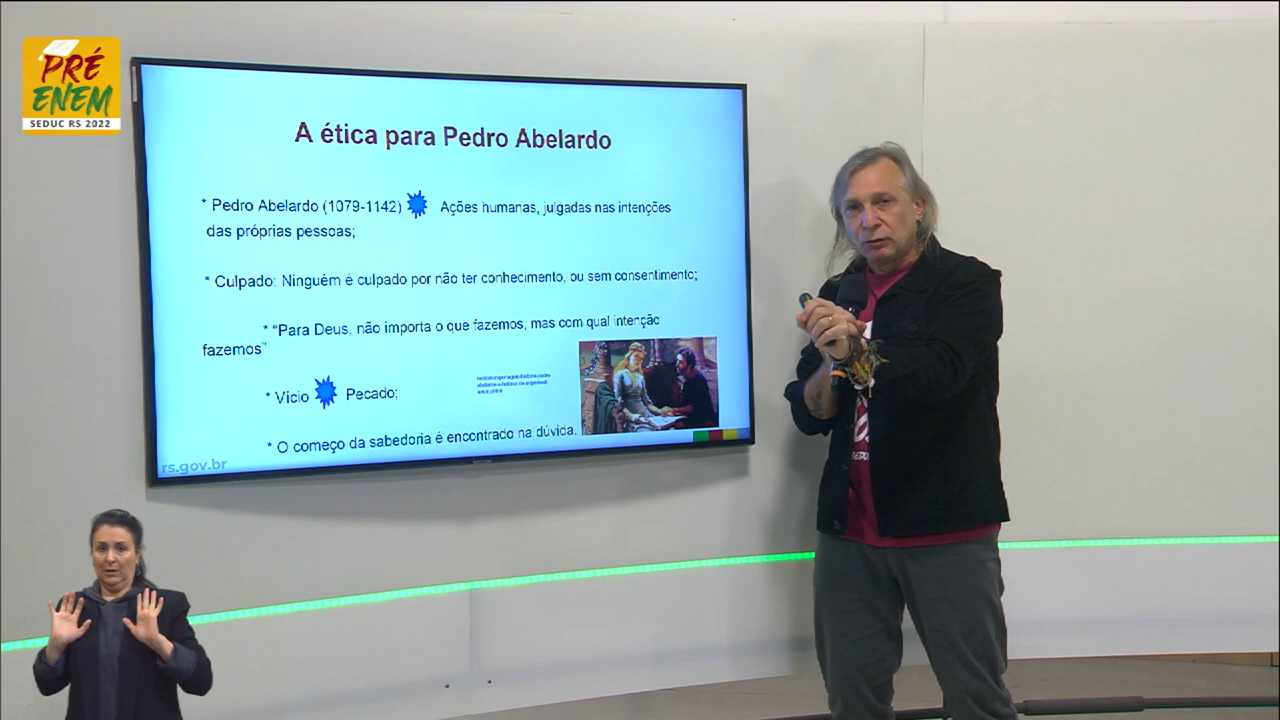 PRÉ
ENEM
SEDUC RS 2022
A ética para Pedro Abelardo
* Pedro Abelardo (1079-1142) Ações humanas, julgadas nas intenções
das próprias pessoas;
* Culpado: Ninguém é culpado por não ter conhecimento, ou sem consentimento;
* “Para Deus, não importa o que fazemos, mas com qual intenção
fazemos”
* Vício Pecado;
* O começo da sabedoria é encontrado na dúvida.
rs.gov.br